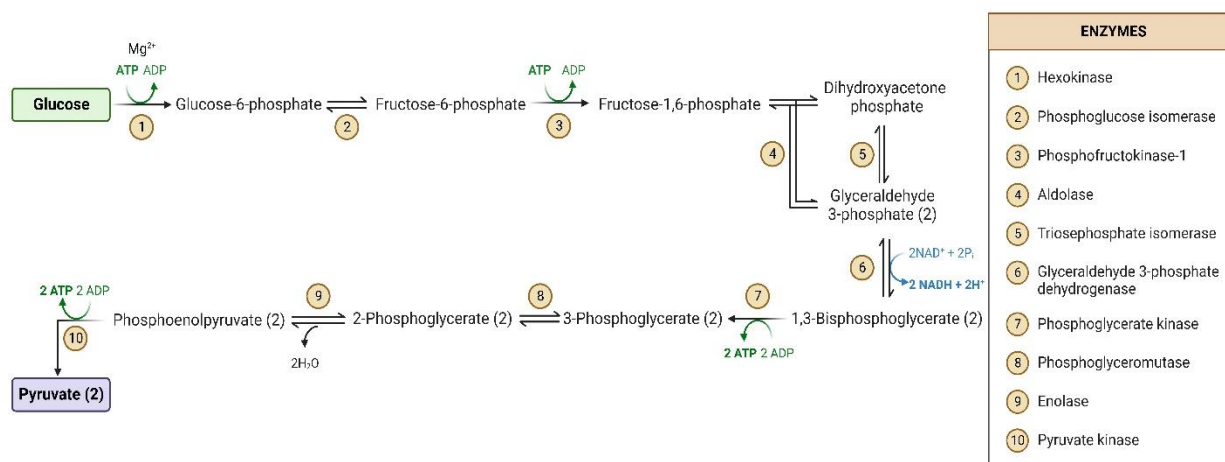 Mg²⁺
ATP ADP
Glucose
1
Glucose-6-phosphate
2
Fructose-6-phosphate
ATP ADP
3
Fructose-1,6-phosphate
4
Dihydroxyacetone
phosphate
5
Glyceraldehyde
3-phosphate (2)
6
2NAD⁺ + 2Pᵢ
2 NADH + 2H⁺
1,3-Bisphosphoglycerate (2)
7
2 ATP 2 ADP
3-Phosphoglycerate (2)
8
2-Phosphoglycerate (2)
9
2H₂O
Phosphoenolpyruvate (2)
2 ATP 2 ADP
10
Pyruvate (2)
ENZYMES
1 Hexokinase
2 Phosphoglucose isomerase
3 Phosphofructokinase-1
4 Aldolase
5 Triosephosphate isomerase
6 Glyceraldehyde 3-phosphate
dehydrogenase
7 Phosphoglycerate kinase
8 Phosphoglyceromutase
9 Enolase
10 Pyruvate kinase